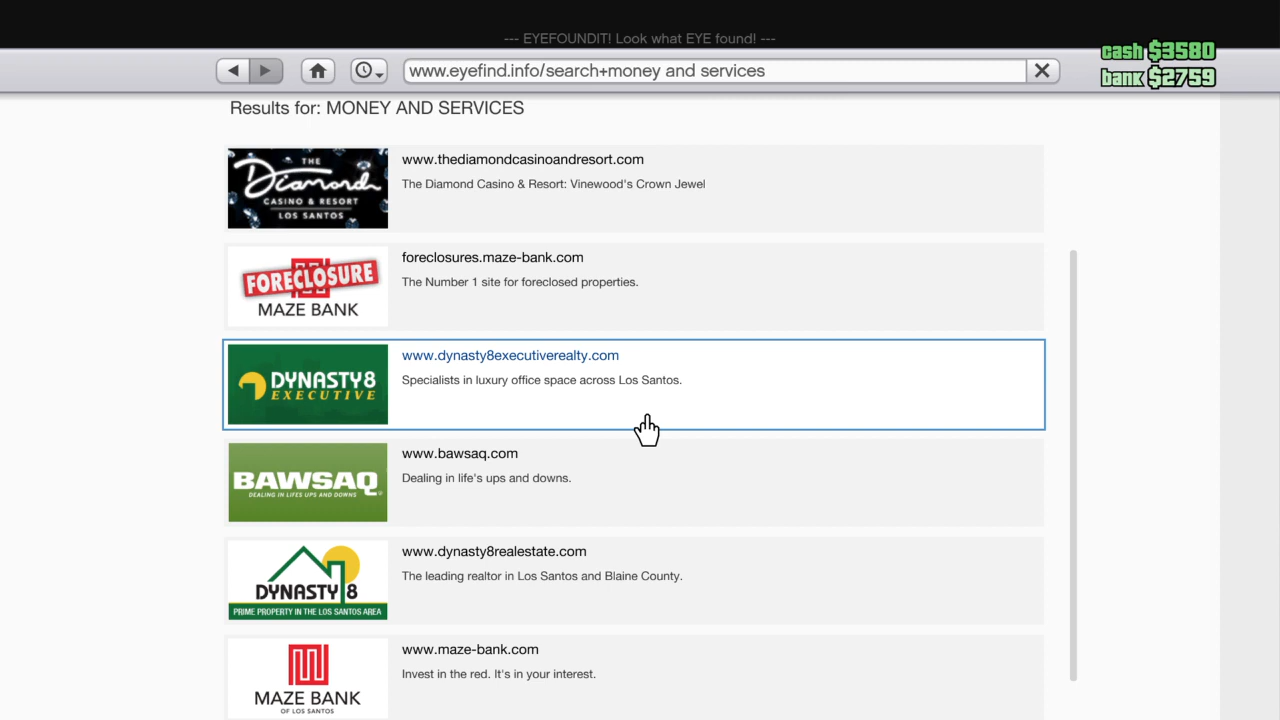 --- EYEFOUNDIT! Look what EYE found! ---
cash $3580
www.eyefind.info/search+money and services
bank $2759
Results for: MONEY AND SERVICES
THE
Diamond
CASINO & RESORT
LOS SANTOS
www.thediamondcasinoandresort.com
The Diamond Casino & Resort: Vinewood's Crown Jewel
FORECLOSURE
MAZE BANK
foreclosures.maze-bank.com
The Number 1 site for foreclosed properties.
DYNASTY8
EXECUTIVE
www.dynasty8executiverealty.com
Specialists in luxury office space across Los Santos.
BAWSAQ
DEALING IN LIFES UPS AND DOWNS
www.bawsaq.com
Dealing in life's ups and downs.
DYNASTY 8
PRIME PROPERTY IN THE LOS SANTOS AREA
www.dynasty8realestate.com
The leading realtor in Los Santos and Blaine County.
MAZE BANK
OF LOS SANTOS
www.maze-bank.com
Invest in the red. It's in your interest.